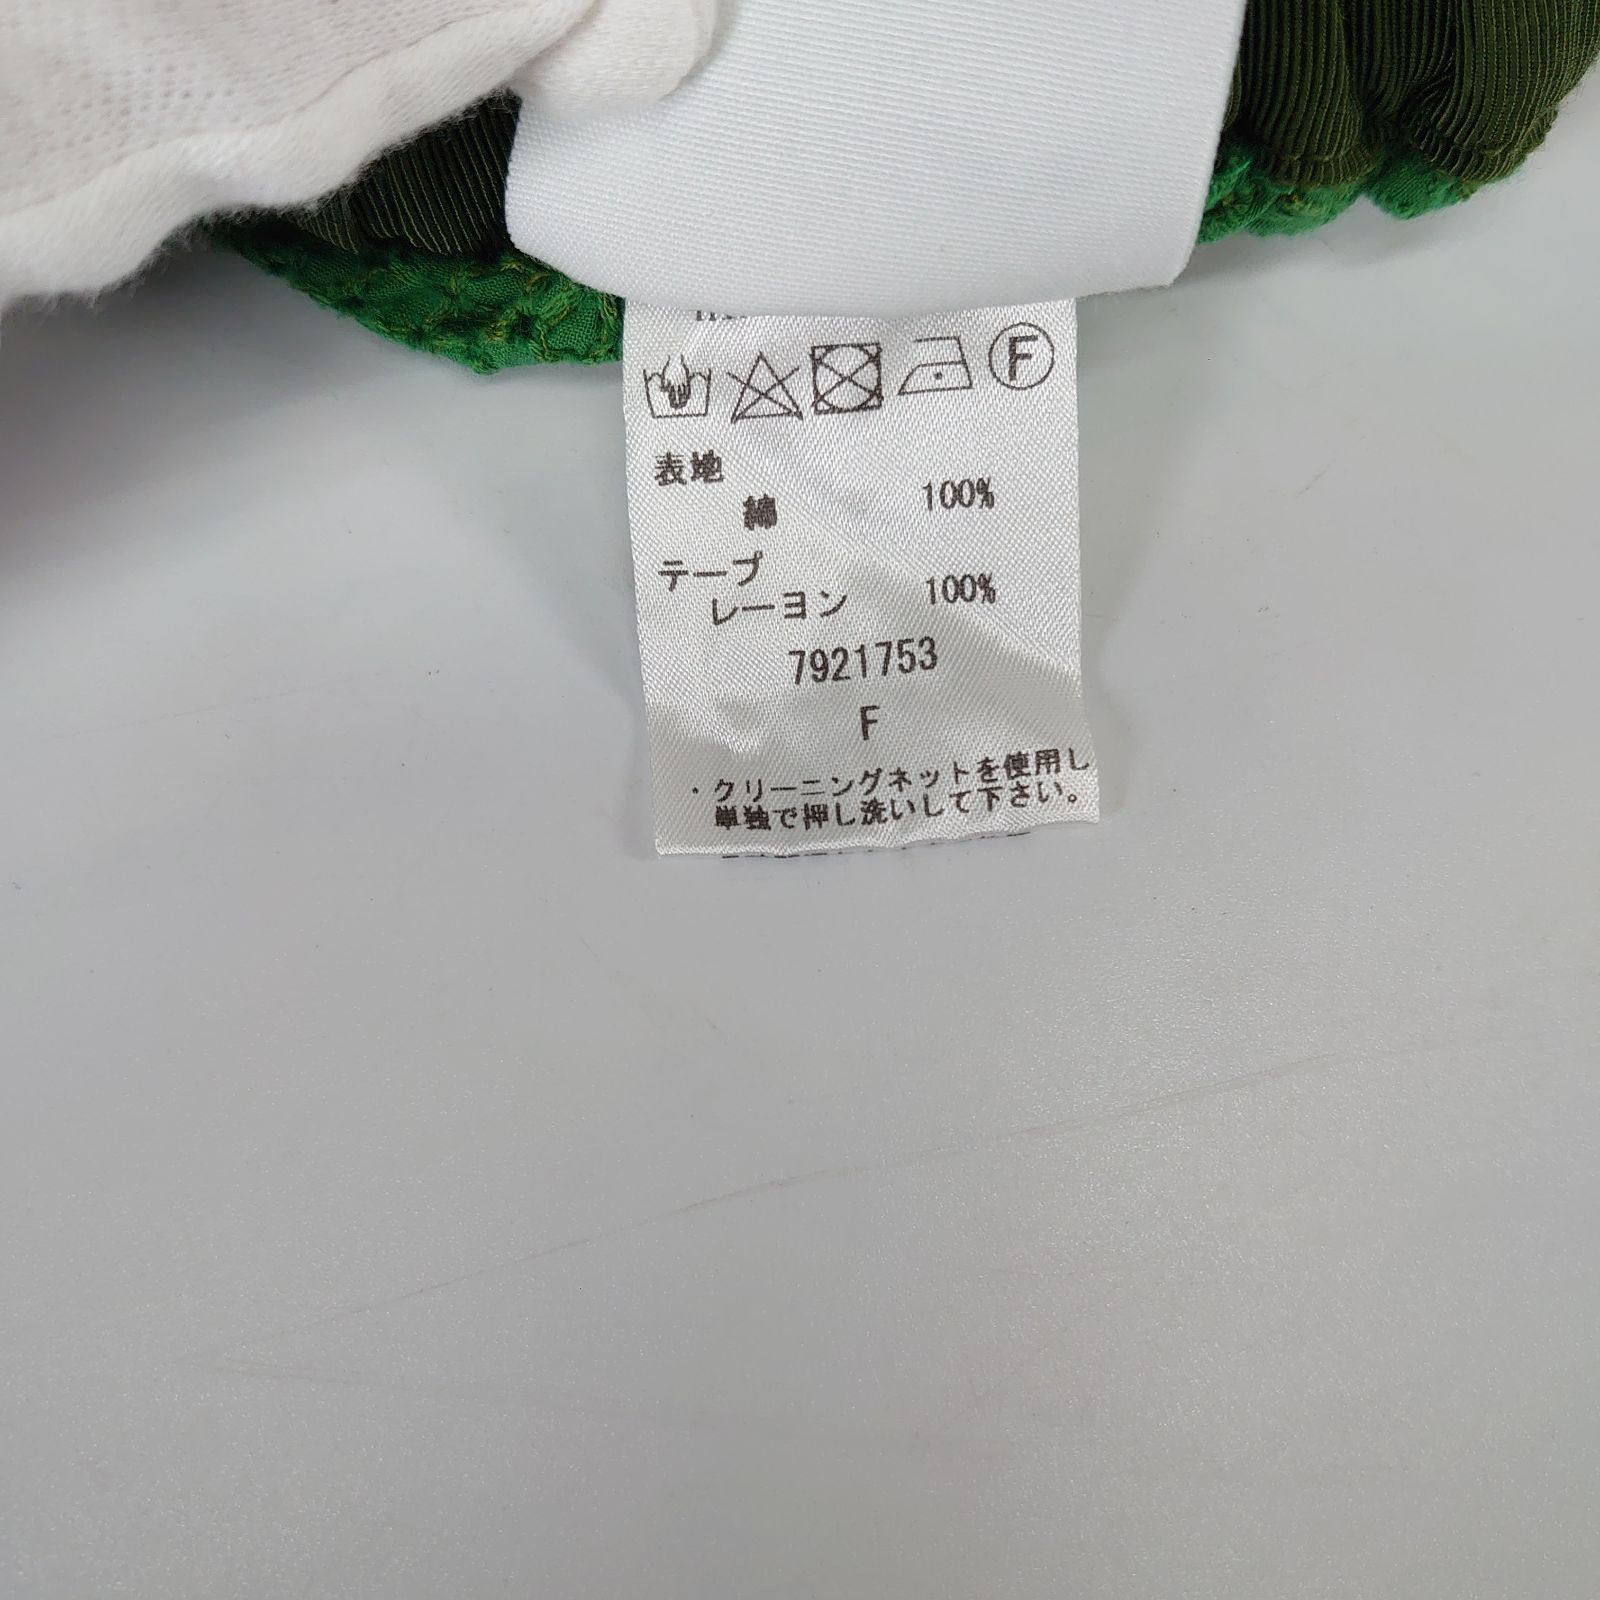 F
表地
綿 100%
テープ
レーヨン 100%
7921753
F
・クリーニングネットを使用し
単独で押し洗いして下さい。